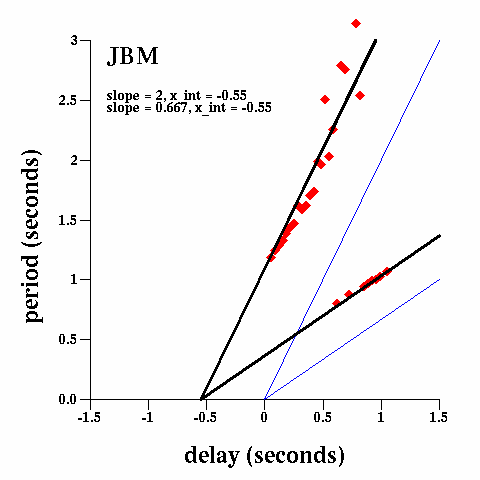 3
JBM
slope = 2, x_int = -0.55
slope = 0.667, x_int = -0.55
2.5
2
1.5
1
0.5
0.0
period (seconds)
-1.5 -1 -0.5 0 0.5 1 1.5
delay (seconds)